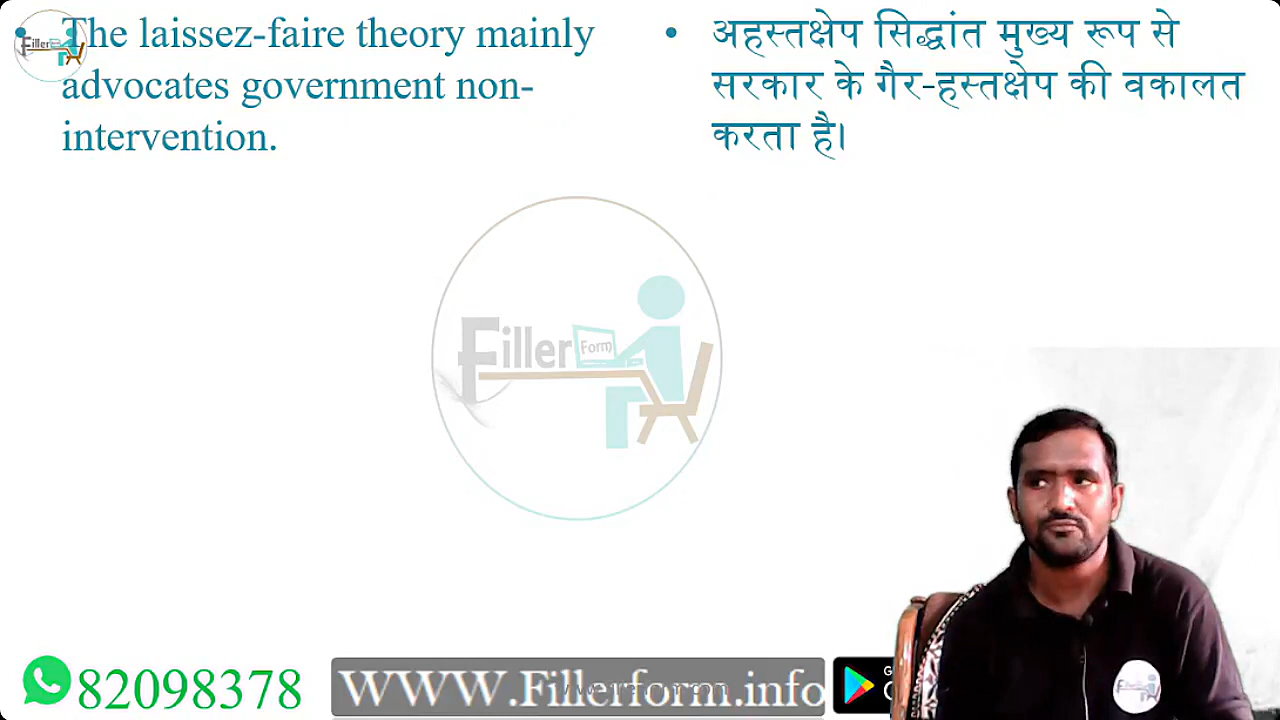 The laissez-faire theory mainly
advocates government non-
intervention.
अहस्तक्षेप सिद्धांत मुख्य रूप से
सरकार के गैर-हस्तक्षेप की वकालत
करता है।
Filler
Filler Form
82098378
WWW.Fillerform.info